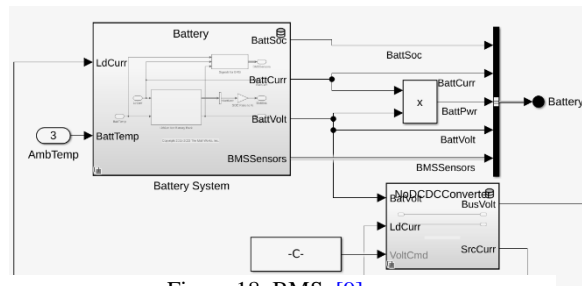 Battery
BattSoc
BattSoc
LdCurr
BattCurr
BattCurr
x
BattPwr
Battery
BattVolt
3
BattTemp
BattVolt
AmbTemp
BMSSensors
BMSSensors
Battery System
NoDCDCConverter
BatVolt
BusVolt
LdCurr
-C-
VoltCmd
SrcCurr
Figure 18. BMS. [9]